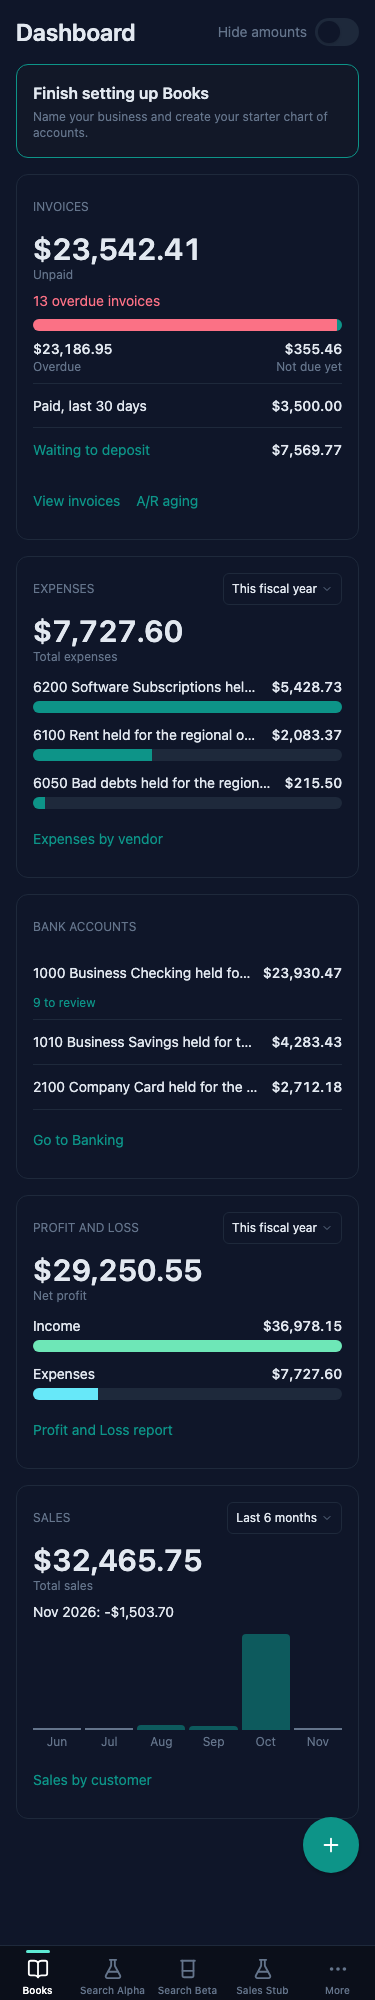 Dashboard
Hide amounts
Finish setting up Books
Name your business and create your starter chart of
accounts.
INVOICES
$23,542.41
Unpaid
13 overdue invoices
$23,186.95 $355.46
Overdue Not due yet
Paid, last 30 days $3,500.00
Waiting to deposit $7,569.77
View invoices A/R aging
EXPENSES This fiscal year
$7,727.60
Total expenses
6200 Software Subscriptions hel... $5,428.73
6100 Rent held for the regional o... $2,083.37
6050 Bad debts held for the region... $215.50
Expenses by vendor
BANK ACCOUNTS
1000 Business Checking held fo... $23,930.47
9 to review
1010 Business Savings held for t... $4,283.43
2100 Company Card held for the ... $2,712.18
Go to Banking
PROFIT AND LOSS This fiscal year
$29,250.55
Net profit
Income $36,978.15
Expenses $7,727.60
Profit and Loss report
SALES Last 6 months
$32,465.75
Total sales
Nov 2026: -$1,503.70
Jun Jul Aug Sep Oct Nov
Sales by customer
Books Search Alpha Search Beta Sales Stub More